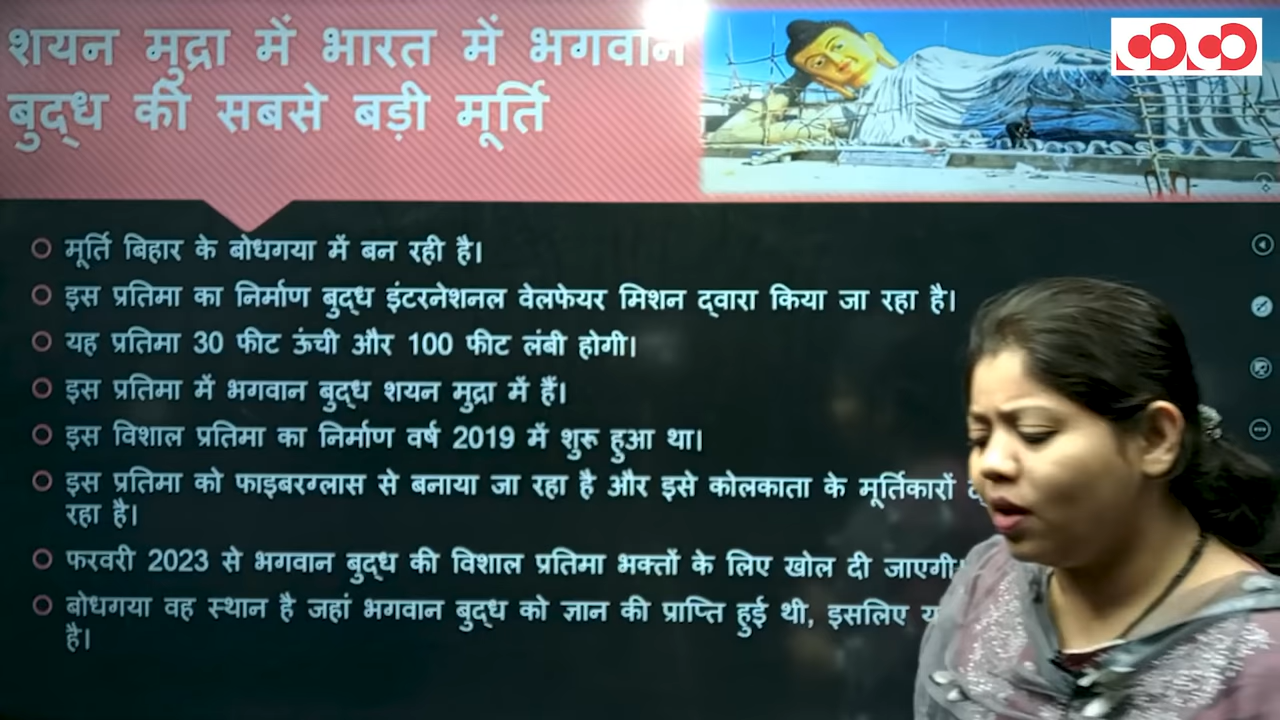 शयन मुद्रा में भारत में भगवान
बुद्ध की सबसे बड़ी मूर्ति
मूर्ति बिहार के बोधगया में बन रही है।
इस प्रतिमा का निर्माण बुद्ध इंटरनेशनल वेलफेयर मिशन द्वारा किया जा रहा है।
यह प्रतिमा 30 फीट ऊंची और 100 फीट लंबी होगी।
इस प्रतिमा में भगवान बुद्ध शयन मुद्रा में हैं।
इस विशाल प्रतिमा का निर्माण वर्ष 2019 में शुरू हुआ था।
इस प्रतिमा को फाइबरग्लास से बनाया जा रहा है और इसे कोलकाता के मूर्तिकारों
रहा है।
फरवरी 2023 से भगवान बुद्ध की विशाल प्रतिमा भक्तों के लिए खोल दी जाएगी।
बोधगया वह स्थान है जहां भगवान बुद्ध को ज्ञान की प्राप्ति हुई थी, इसलिए
है।